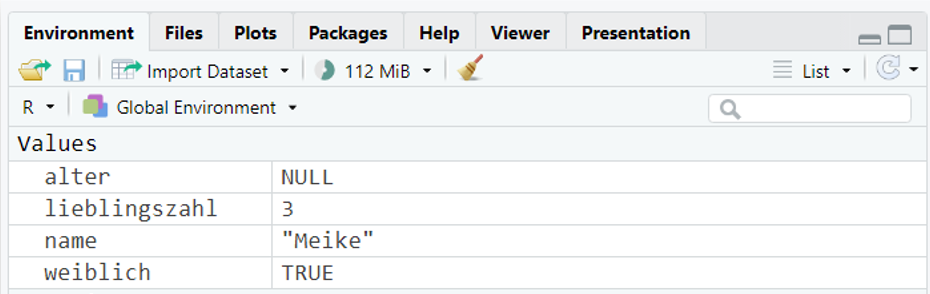 Environment Files Plots Packages Help Viewer Presentation
Import Dataset 112 MiB List
R Global Environment
Values
alter NULL
lieblingszahl 3
name "Meike"
weiblich TRUE